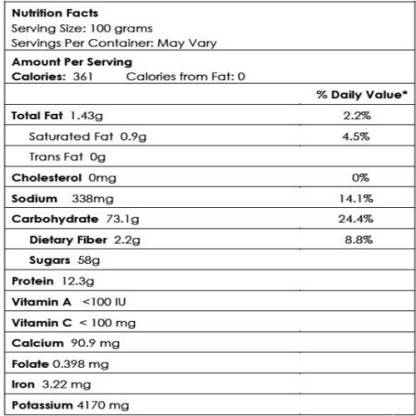 Nutrition Facts
Serving Size: 100 grams
Servings Per Container: May Vary
Amount Per Serving
Calories: 361 Calories from Fat: 0
% Daily Value*
Total Fat 1.43g 2.2%
Saturated Fat 0.9g 4.5%
Trans Fat 0g
Cholesterol 0mg 0%
Sodium 338mg 14.1%
Carbohydrate 73.1g 24.4%
Dietary Fiber 2.2g 8.8%
Sugars 58g
Protein 12.3g
Vitamin A <100 IU
Vitamin C < 100 mg
Calcium 90.9 mg
Folate 0.398 mg
Iron 3.22 mg
Potassium 4170 mg